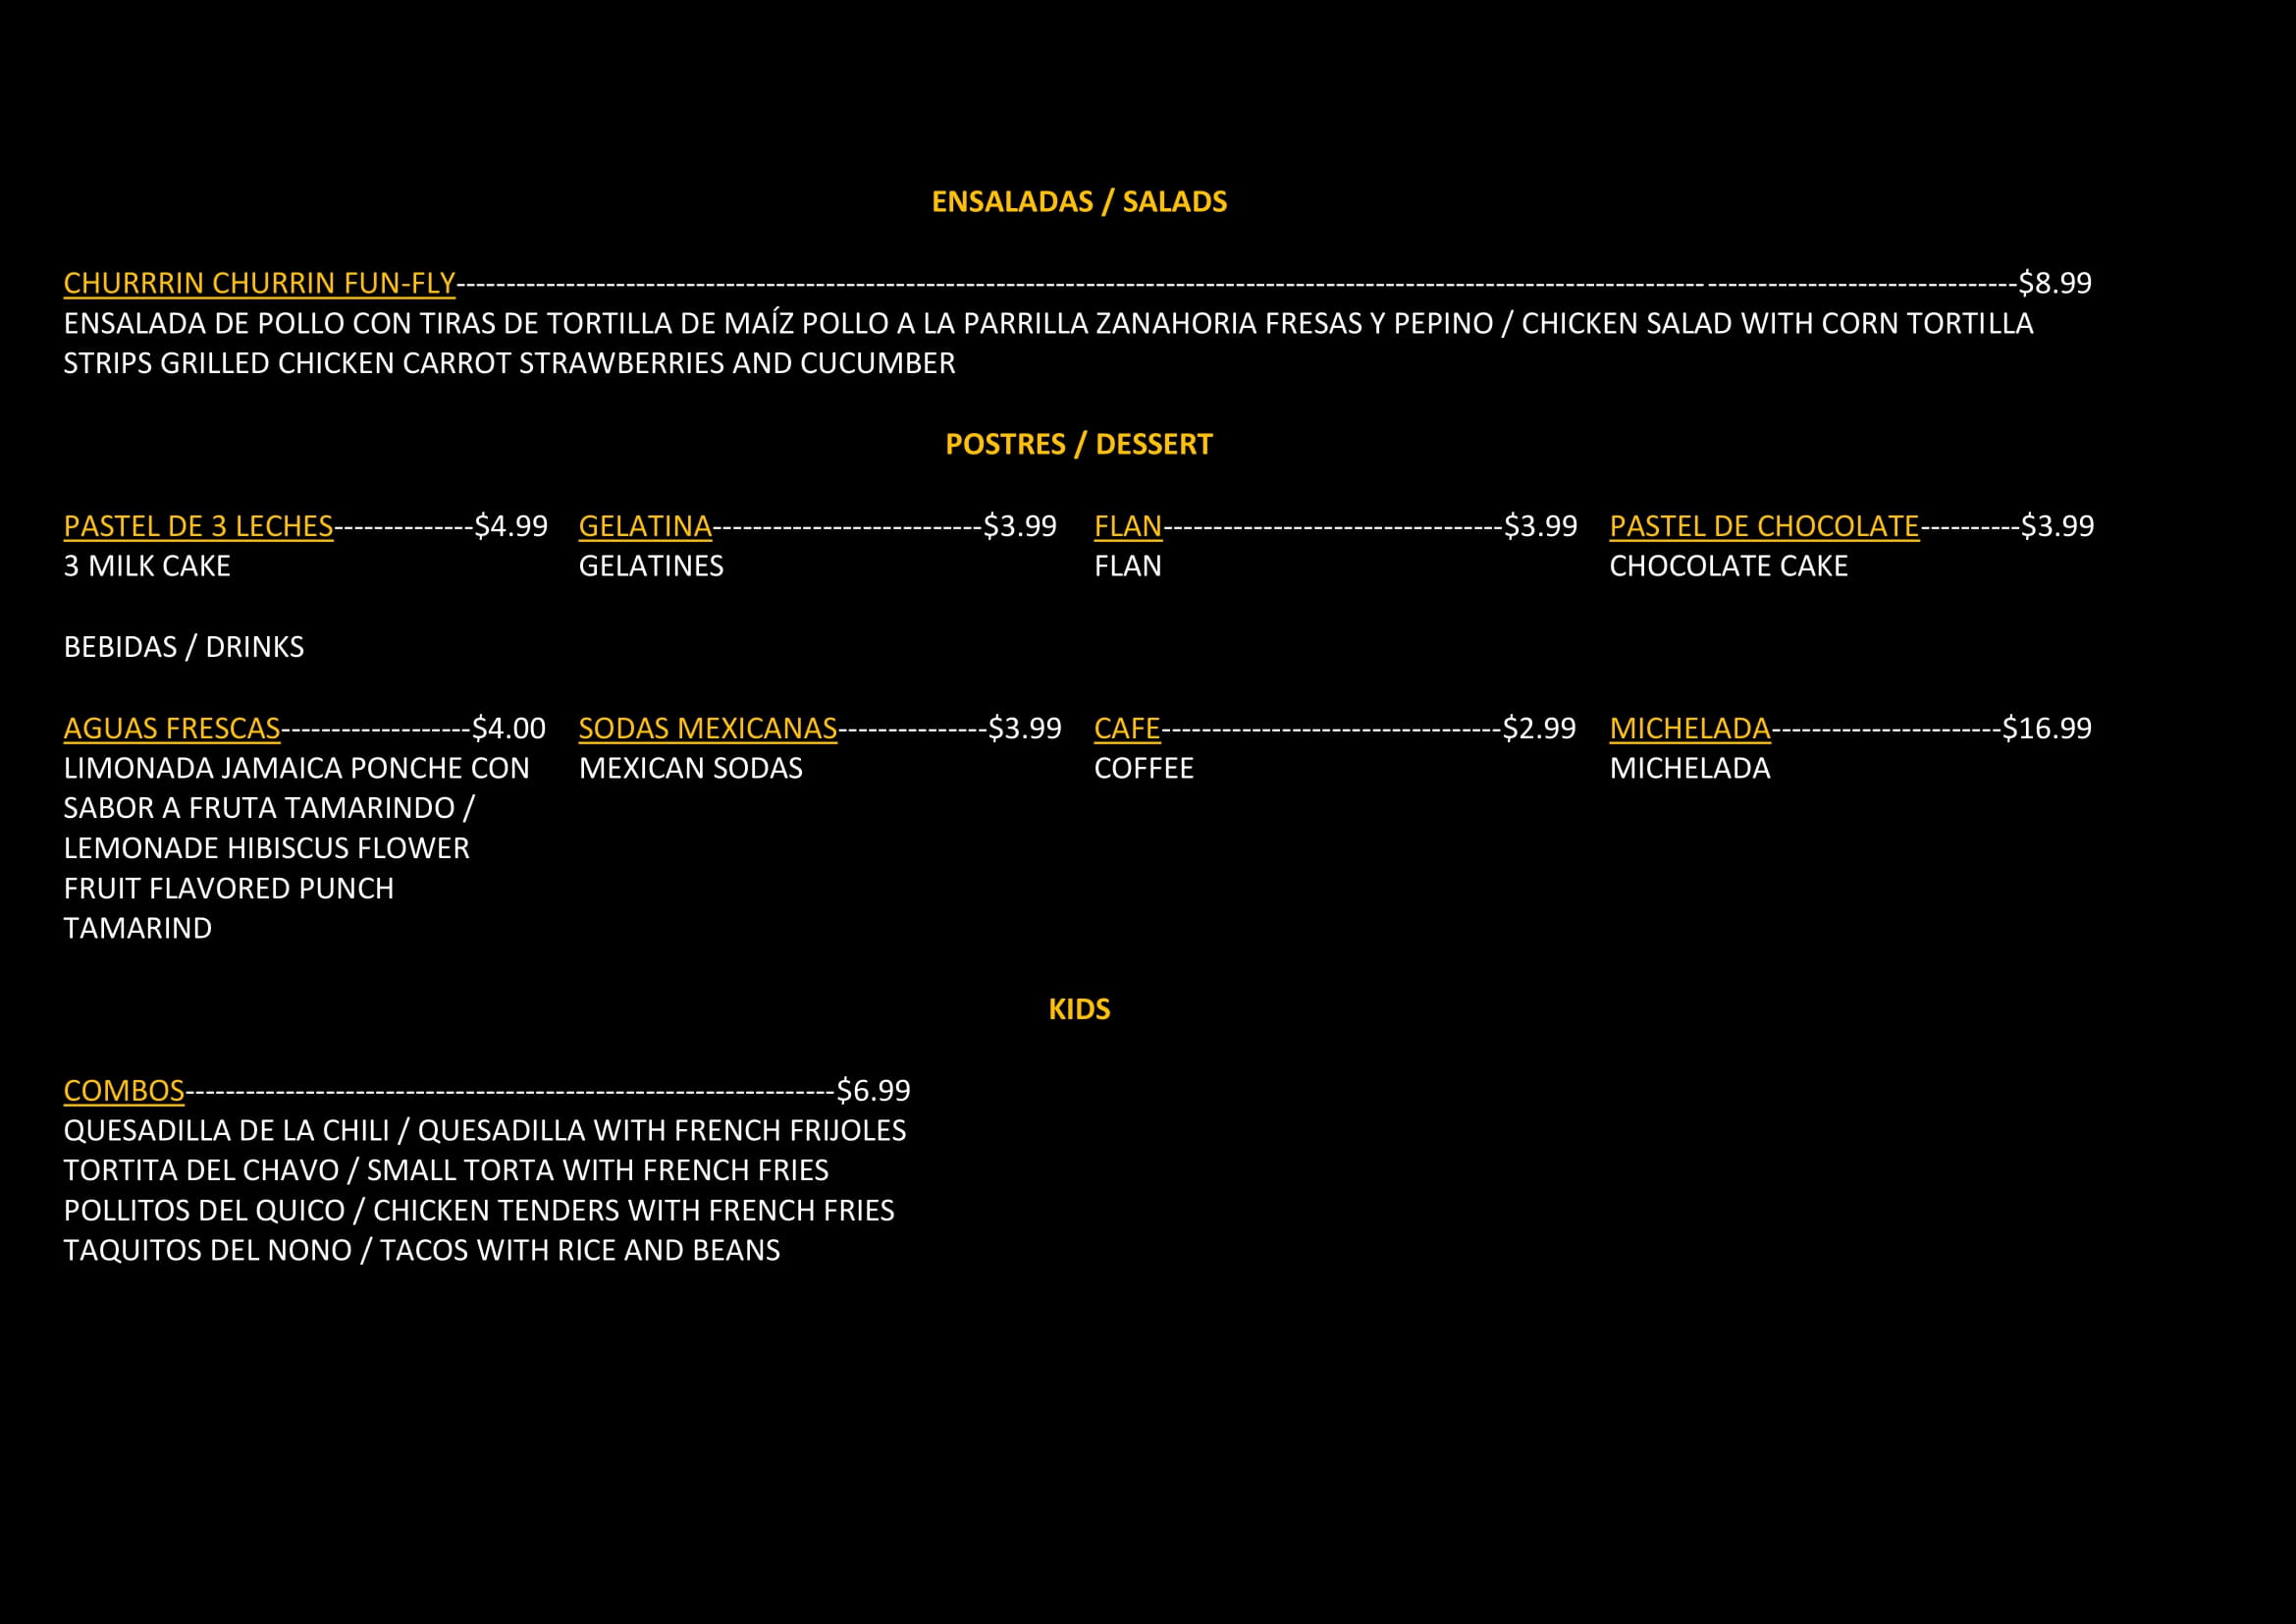 ENSALADAS / SALADS
CHURRRIN CHURRIN FUN-FLY--------------------------------------------------------------------------------------------------------------------------------------------------------------$8.99
ENSALADA DE POLLO CON TIRAS DE TORTILLA DE MAÍZ POLLO A LA PARRILLA ZANAHORIA FRESAS Y PEPINO / CHICKEN SALAD WITH CORN TORTILLA
STRIPS GRILLED CHICKEN CARROT STRAWBERRIES AND CUCUMBER
POSTRES / DESSERT
PASTEL DE 3 LECHES--------------$4.99
3 MILK CAKE
GELATINA---------------------------$3.99
GELATINES
FLAN----------------------------------$3.99
FLAN
PASTEL DE CHOCOLATE----------$3.99
CHOCOLATE CAKE
BEBIDAS / DRINKS
AGUAS FRESCAS-------------------$4.00
LIMONADA JAMAICA PONCHE CON
SABOR A FRUTA TAMARINDO /
LEMONADE HIBISCUS FLOWER
FRUIT FLAVORED PUNCH
TAMARIND
SODAS MEXICANAS---------------$3.99
MEXICAN SODAS
CAFE----------------------------------$2.99
COFFEE
MICHELADA-----------------------$16.99
MICHELADA
KIDS
COMBOS-----------------------------------------------------------------$6.99
QUESADILLA DE LA CHILI / QUESADILLA WITH FRENCH FRIJOLES
TORTITA DEL CHAVO / SMALL TORTA WITH FRENCH FRIES
POLLITOS DEL QUICO / CHICKEN TENDERS WITH FRENCH FRIES
TAQUITOS DEL NONO / TACOS WITH RICE AND BEANS